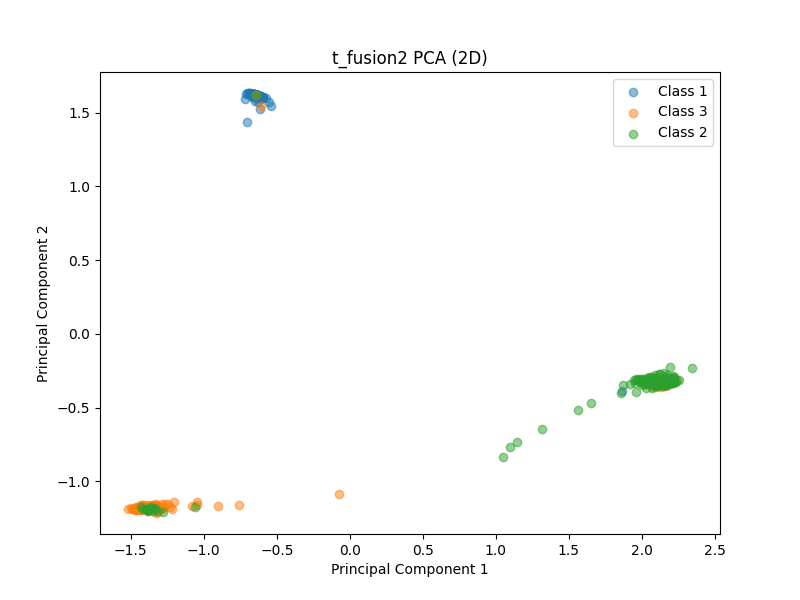 t_fusion2 PCA (2D)
Class 1
Class 3
Class 2
Principal Component 2
1.5
1.0
0.5
0.0
−0.5
−1.0
−1.5
−1.0
−0.5
0.0
0.5
1.0
1.5
2.0
2.5
Principal Component 1